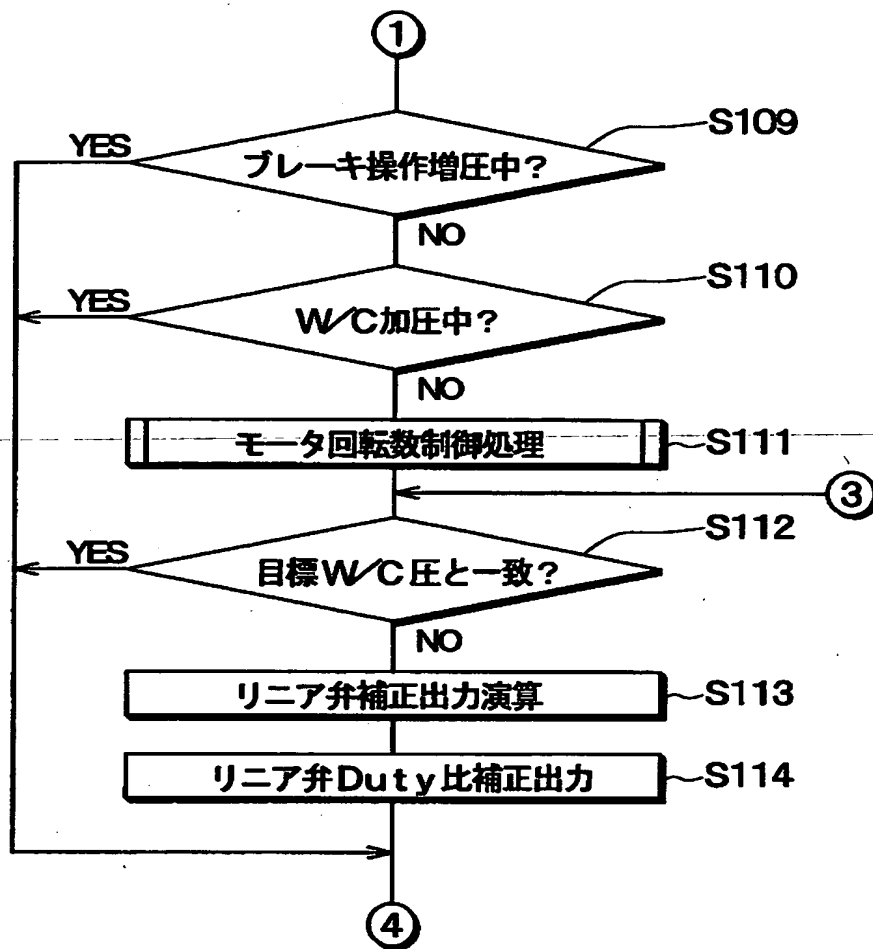 ①
S109
YES
ブレーキ操作増圧中?
NO
S110
YES
W/C加圧中?
NO
モータ回転数制御処理
S111
③
S112
YES
目標W/C圧と一致?
NO
リニア弁補正出力演算
S113
リニア弁Duty比補正出力
S114
④